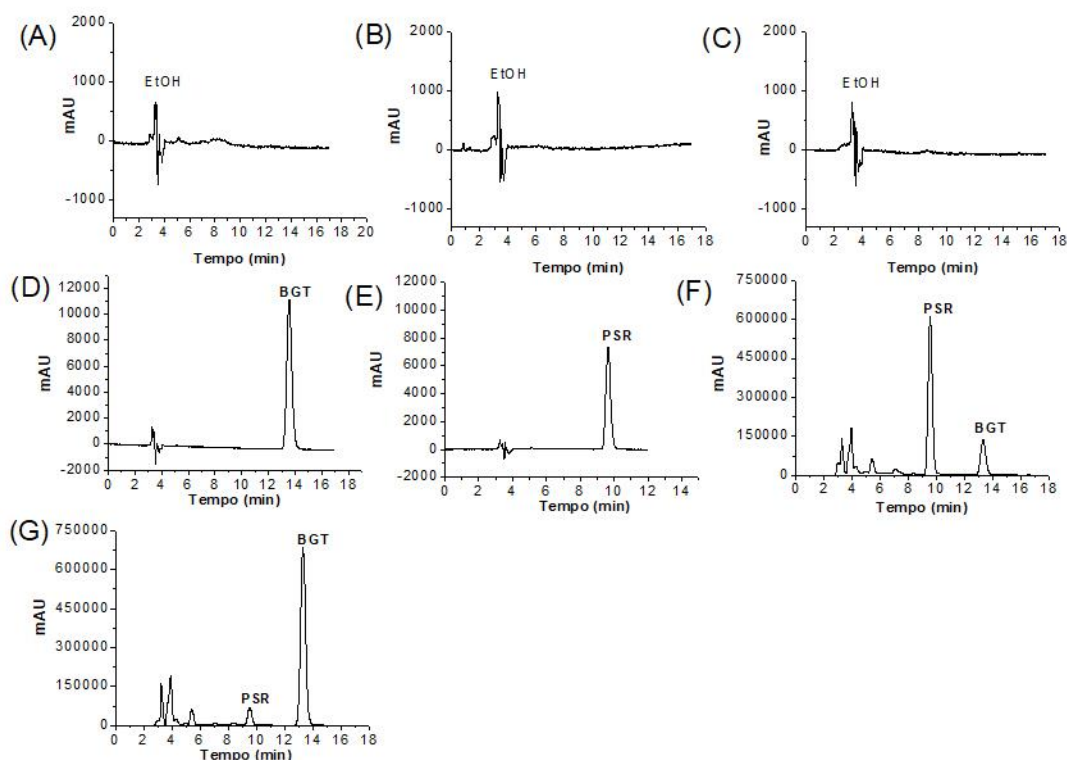 (A)
2000
1000
0
-1000
mAU
EtOH
0 2 4 6 8 10 12 14 16 18 20
Tempo (min)
(B)
2000
1000
0
-1000
mAU
EtOH
0 2 4 6 8 10 12 14 16 18
Tempo (min)
(C)
2000
1000
0
-1000
mAU
EtOH
0 2 4 6 8 10 12 14 16 18
Tempo (min)
(D)
12000
10000
8000
6000
4000
2000
0
-2000
mAU
BGT
0 2 4 6 8 10 12 14 16 18
Tempo (min)
(E)
12000
10000
8000
6000
4000
2000
0
-2000
mAU
PSR
0 2 4 6 8 10 12 14
Tempo (min)
(F)
750000
600000
450000
300000
150000
0
mAU
PSR
BGT
0 2 4 6 8 10 12 14 16 18
Tempo (min)
(G)
750000
600000
450000
300000
150000
0
mAU
BGT
PSR
0 2 4 6 8 10 12 14 16 18
Tempo (min)